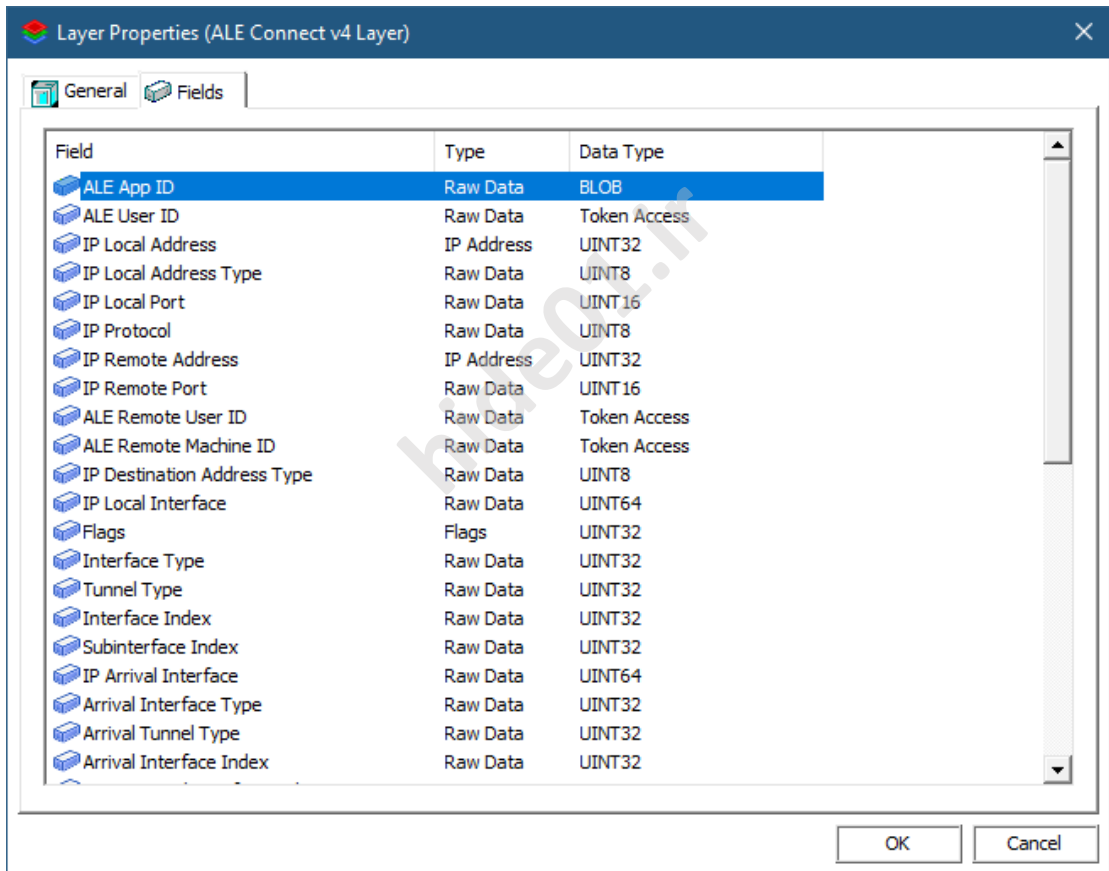 Layer Properties (ALE Connect v4 Layer)
General Fields
Field Type Data Type
ALE App ID Raw Data BLOB
ALE User ID Raw Data Token Access
IP Local Address IP Address UINT32
IP Local Address Type Raw Data UINT8
IP Local Port Raw Data UINT16
IP Protocol Raw Data UINT8
IP Remote Address IP Address UINT32
IP Remote Port Raw Data UINT16
ALE Remote User ID Raw Data Token Access
ALE Remote Machine ID Raw Data Token Access
IP Destination Address Type Raw Data UINT8
IP Local Interface Raw Data UINT64
Flags Flags UINT32
Interface Type Raw Data UINT32
Tunnel Type Raw Data UINT32
Interface Index Raw Data UINT32
Subinterface Index Raw Data UINT32
IP Arrival Interface Raw Data UINT64
Arrival Interface Type Raw Data UINT32
Arrival Tunnel Type Raw Data UINT32
Arrival Interface Index Raw Data UINT32
OK Cancel
hide01.ir